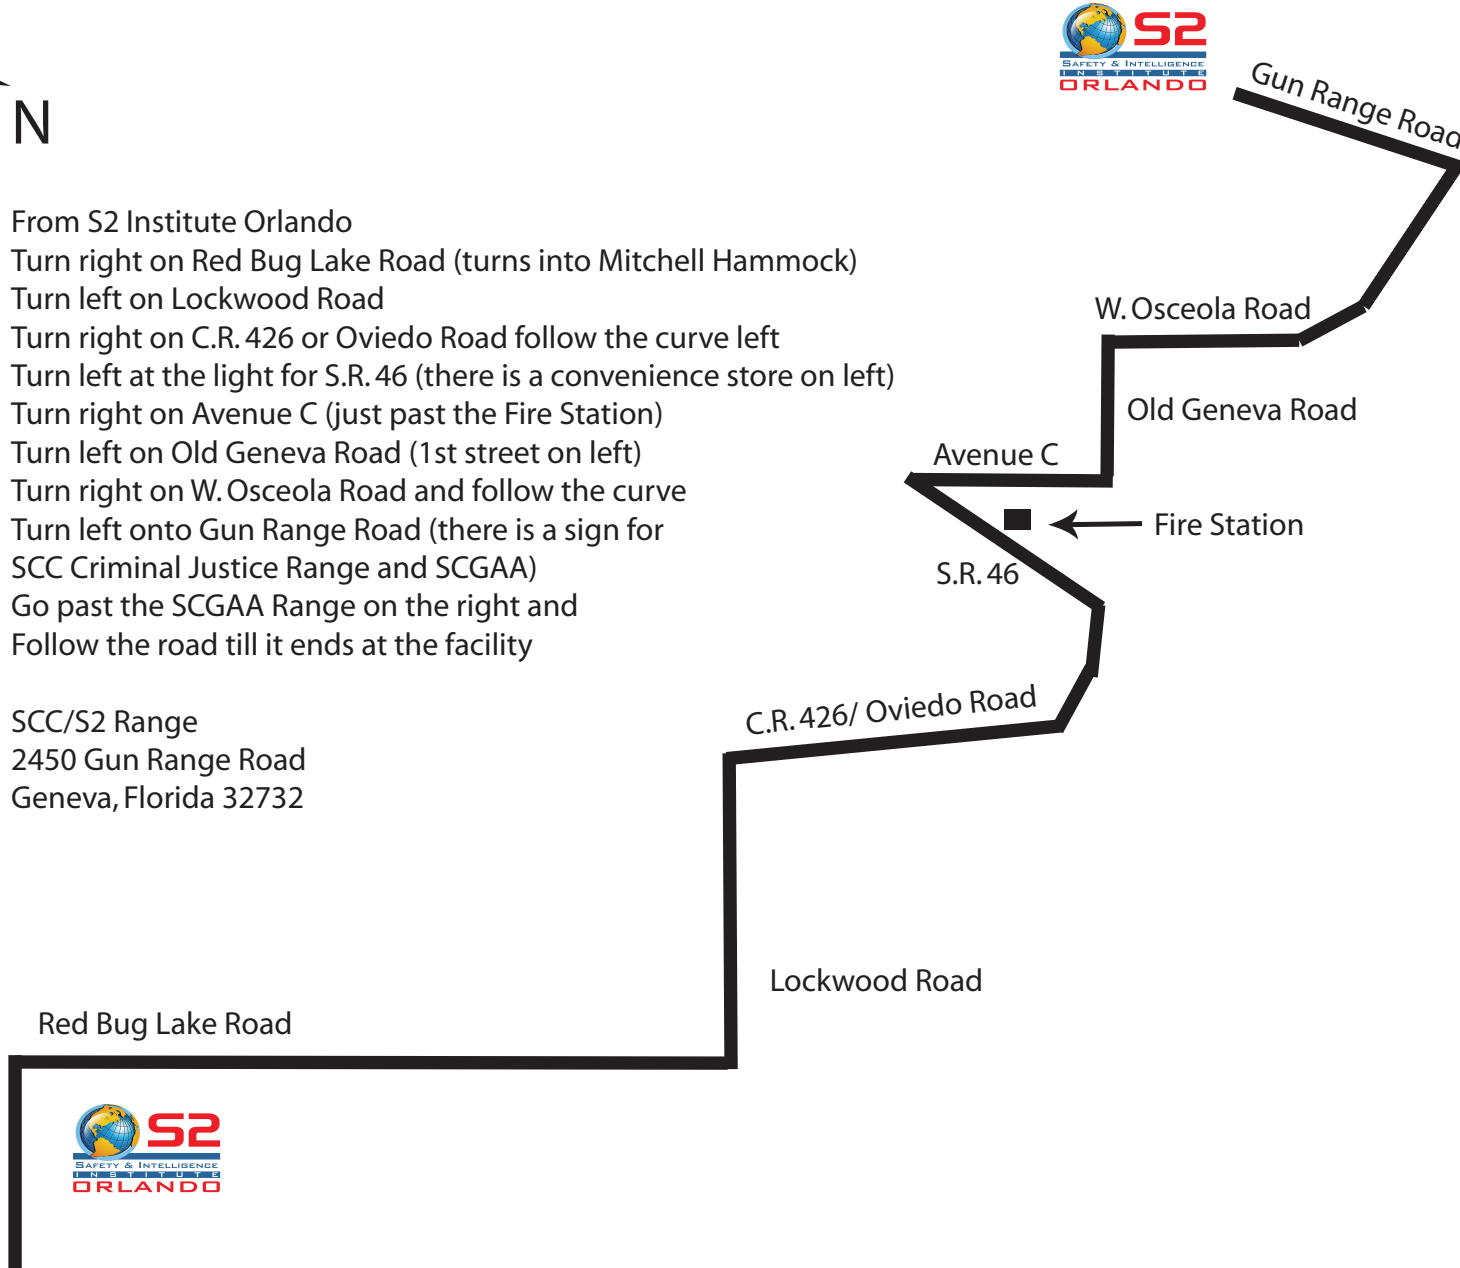 S2
SAFETY & INTELLIGENCE
INSTITUTE
ORLANDO
Gun Range Road
N
From S2 Institute Orlando
Turn right on Red Bug Lake Road (turns into Mitchell Hammock)
Turn left on Lockwood Road
Turn right on C.R. 426 or Oviedo Road follow the curve left
Turn left at the light for S.R. 46 (there is a convenience store on left)
Turn right on Avenue C (just past the Fire Station)
Turn left on Old Geneva Road (1st street on left)
Turn right on W. Osceola Road and follow the curve
Turn left onto Gun Range Road (there is a sign for
SCC Criminal Justice Range and SCGAA)
Go past the SCGAA Range on the right and
Follow the road till it ends at the facility
SCC/S2 Range
2450 Gun Range Road
Geneva, Florida 32732
W. Osceola Road
Old Geneva Road
Avenue C
Fire Station
S.R. 46
C.R. 426/ Oviedo Road
Lockwood Road
Red Bug Lake Road
S2
SAFETY & INTELLIGENCE
INSTITUTE
ORLANDO